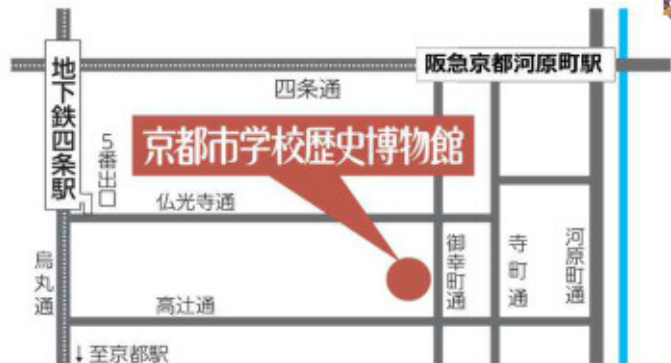 地下鉄四条駅
阪急京都河原町駅
四条通
5番出口
京都市学校歴史博物館
仏光寺通
烏丸通
御幸町通
寺町通
河原町通
高辻通
↓至京都駅